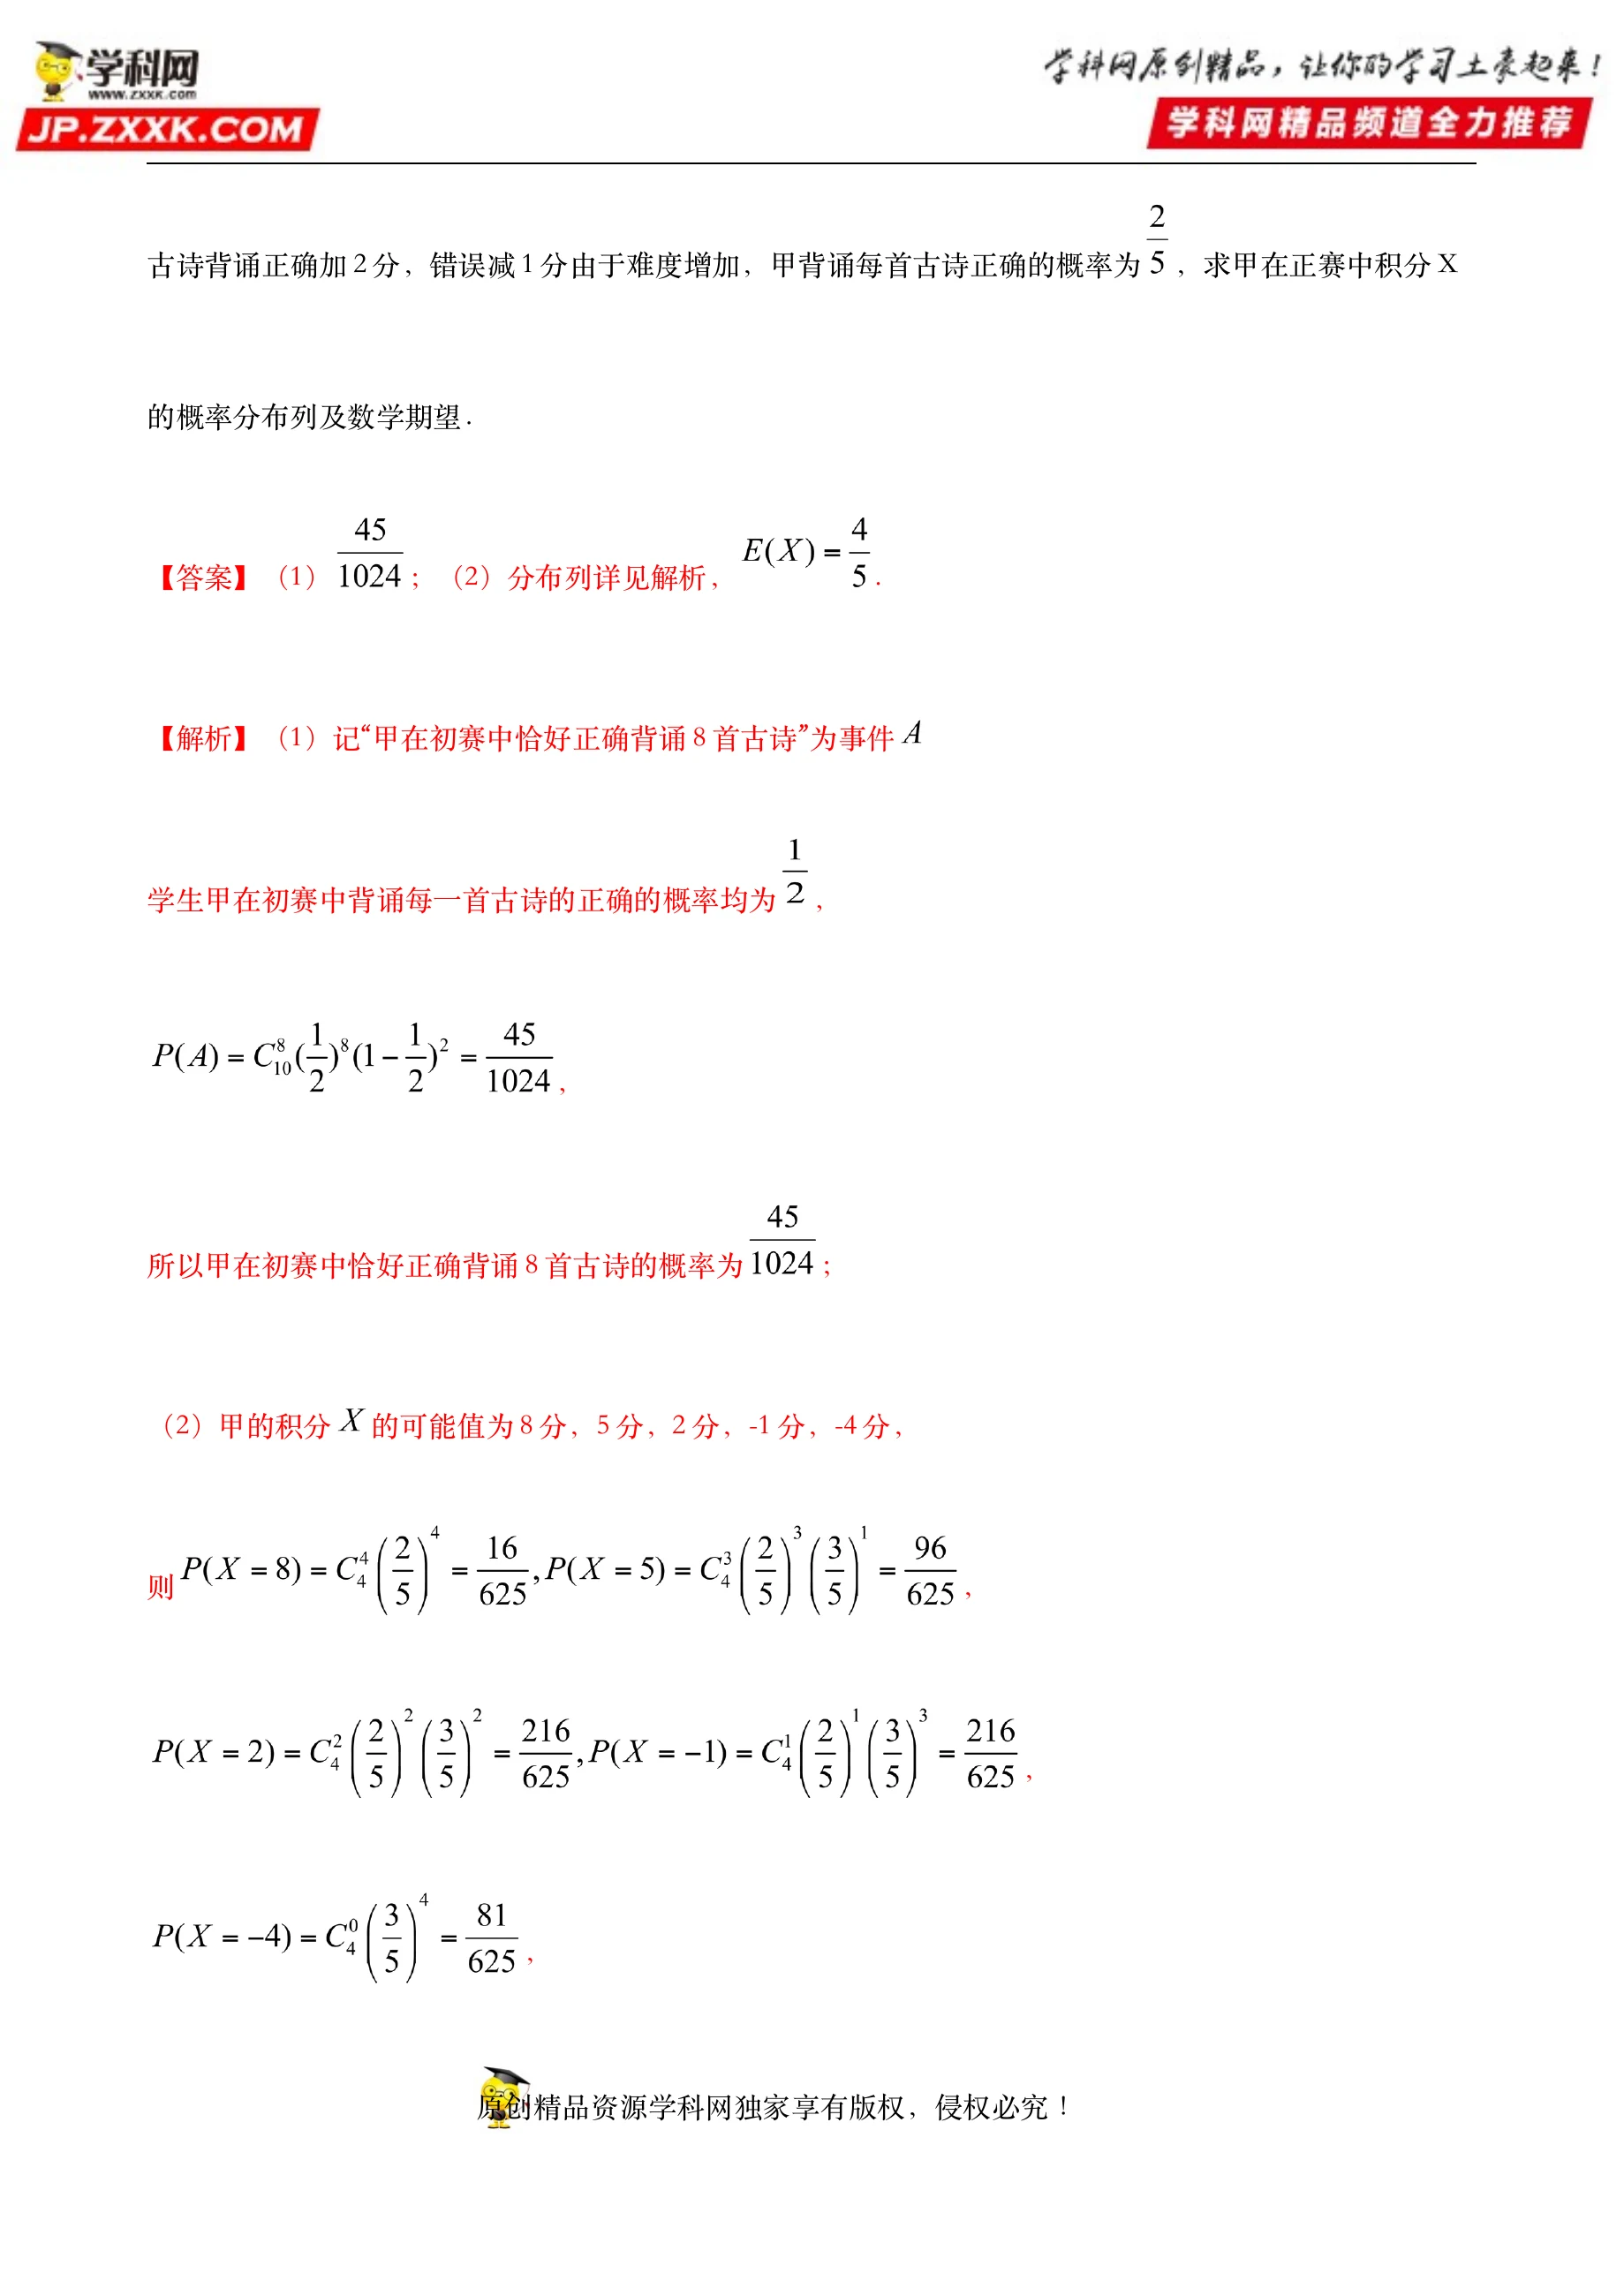 学科网
www.zxxk.com
JP.ZXXK.COM
学科网原创精品，让你的学习土豪起来！
学科网精品频道全力推荐
古诗背诵正确加 2 分，错误减 1 分由于难度增加，甲背诵每首古诗正确的概率为 2/5，求甲在正赛中积分 X
的概率分布列及数学期望．
【答案】（1）45/1024；（2）分布列详见解析，E(X) = 4/5．
【解析】（1）记“甲在初赛中恰好正确背诵 8 首古诗”为事件 A
学生甲在初赛中背诵每一首古诗的正确的概率均为 1/2，
P(A) = C_{10}^{8}(1/2)^8(1 − 1/2)^2 = 45/1024，
所以甲在初赛中恰好正确背诵 8 首古诗的概率为 45/1024；
（2）甲的积分 X 的可能值为 8 分，5 分，2 分，-1 分，-4 分，
则 P(X = 8) = C_4^4 (2/5)^4 = 16/625, P(X = 5) = C_4^3 (2/5)^3 (3/5)^1 = 96/625，
P(X = 2) = C_4^2 (2/5)^2 (3/5)^2 = 216/625, P(X = −1) = C_4^1 (2/5)^1 (3/5)^3 = 216/625，
P(X = −4) = C_4^0 (3/5)^4 = 81/625，
原创精品资源学科网独家享有版权，侵权必究！